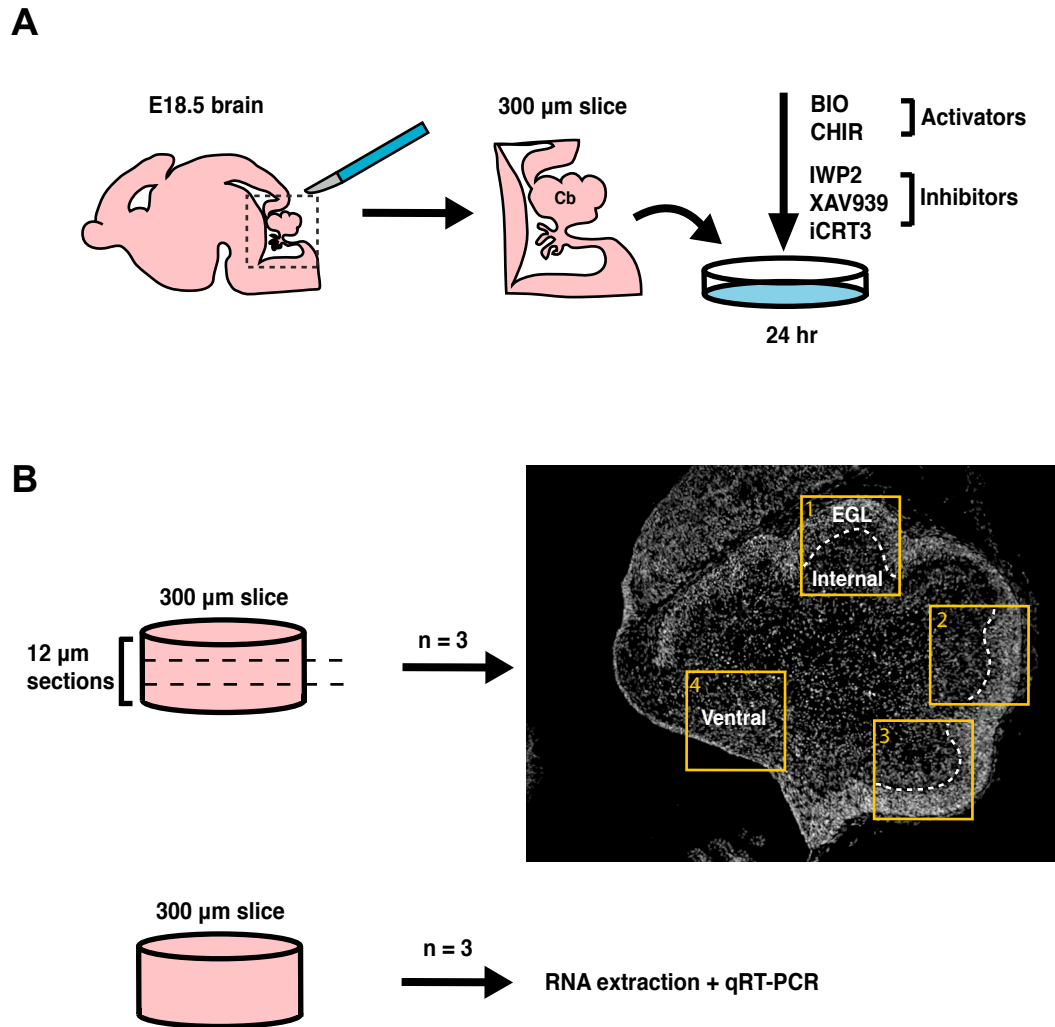 A
E18.5 brain
300 µm slice
Cb
BIO
CHIR
Activators
IWP2
XAV939
iCRT3
Inhibitors
24 hr
B
300 µm slice
12 µm
sections
n = 3
1
EGL
Internal
2
4
Ventral
3
300 µm slice
n = 3
RNA extraction + qRT-PCR